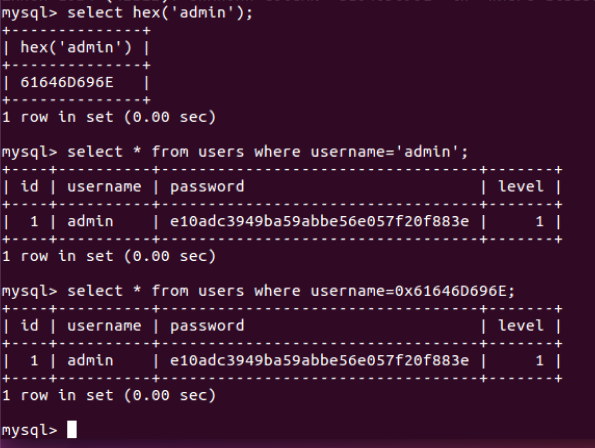 mysql> select hex('admin');
+--------------+
| hex('admin') |
+--------------+
| 61646D696E   |
+--------------+
1 row in set (0.00 sec)
mysql> select * from users where username='admin';
+----+----------+----------------------------------+-------+
| id | username | password                         | level |
+----+----------+----------------------------------+-------+
|  1 | admin    | e10adc3949ba59abbe56e057f20f883e |     1 |
+----+----------+----------------------------------+-------+
1 row in set (0.00 sec)
mysql> select * from users where username=0x61646D696E;
+----+----------+----------------------------------+-------+
| id | username | password                         | level |
+----+----------+----------------------------------+-------+
|  1 | admin    | e10adc3949ba59abbe56e057f20f883e |     1 |
+----+----------+----------------------------------+-------+
1 row in set (0.00 sec)
mysql>